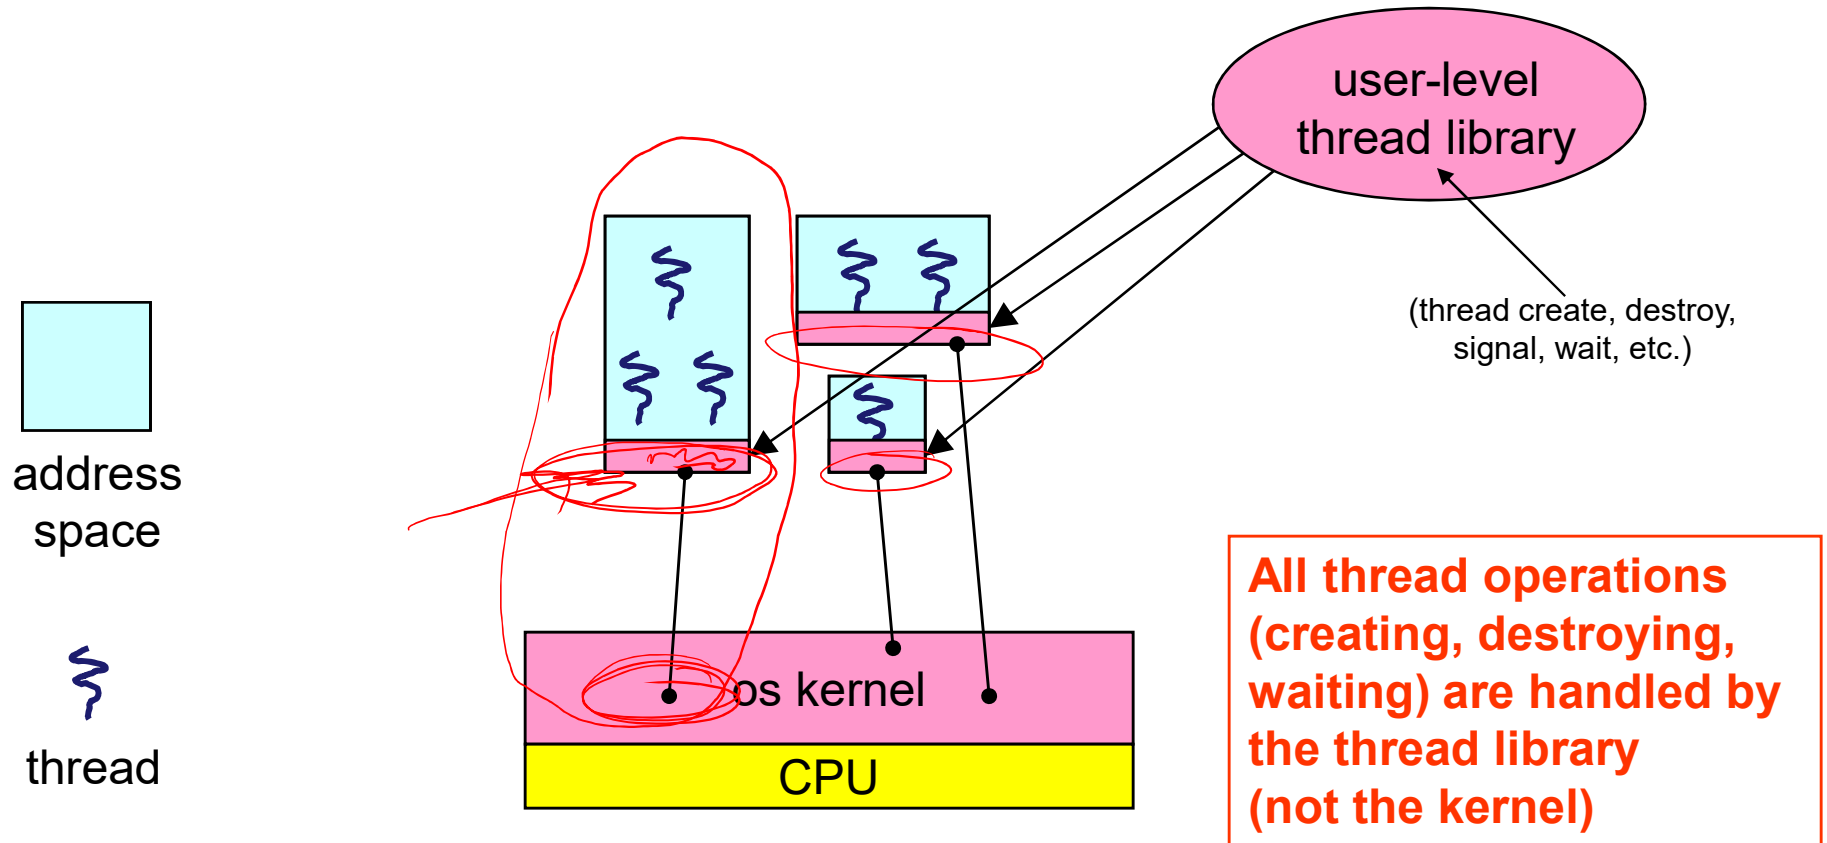 user-level
thread library
(thread create, destroy,
signal, wait, etc.)
address
space
thread
os kernel
CPU
All thread operations
(creating, destroying,
waiting) are handled by
the thread library
(not the kernel)